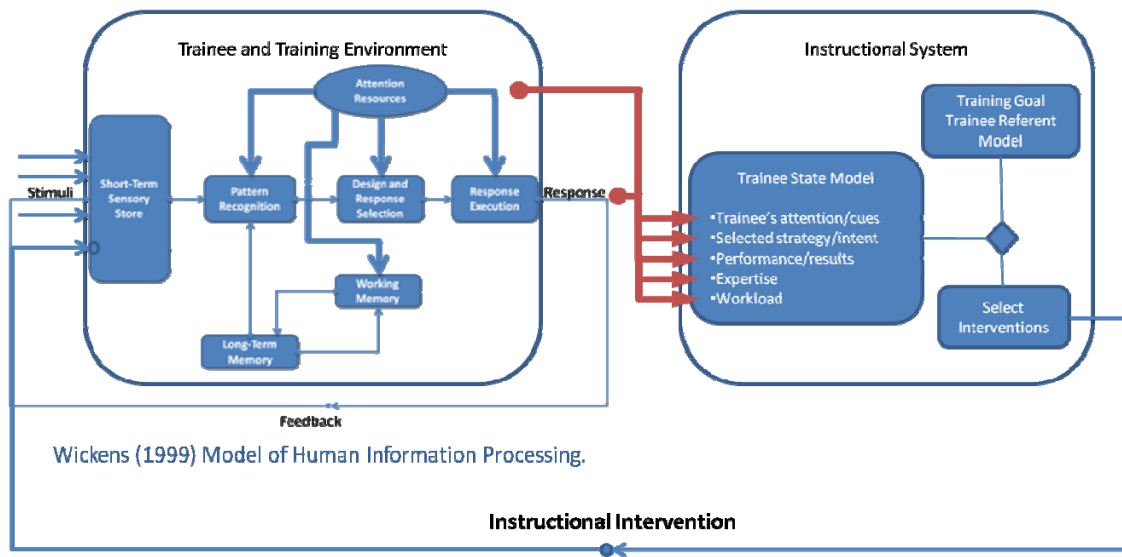 Trainee and Training Environment
Attention
Resources
Stimuli
Short-Term
Sensory
Store
Pattern
Recognition
Design and
Response
Selection
Response
Execution
Response
Working
Memory
Long-Term
Memory
Feedback
Wickens (1999) Model of Human Information Processing.
Instructional System
Training Goal
Trainee Referent
Model
Trainee State Model
•Trainee's attention/cues
•Selected strategy/intent
•Performance/results
•Expertise
•Workload
Select
Interventions
Instructional Intervention